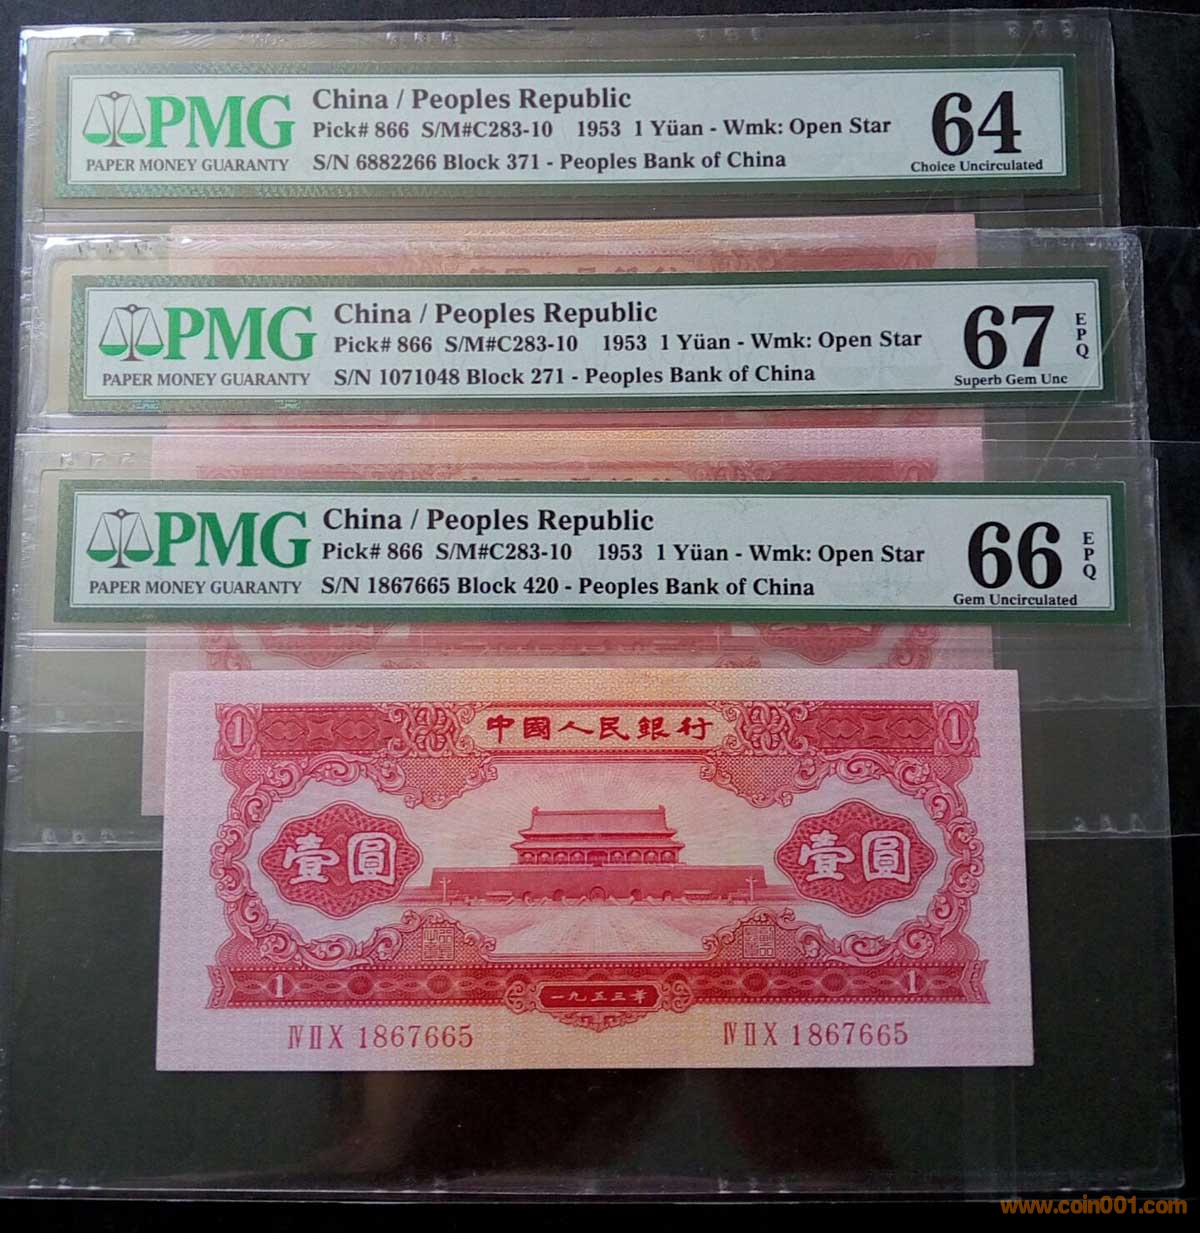 PMG
PAPER MONEY GUARANTY
China / Peoples Republic
Pick# 866 S/M#C283-10 1953 1 Yüan - Wmk: Open Star
S/N 6882266 Block 371 - Peoples Bank of China
64
Choice Uncirculated
PMG
PAPER MONEY GUARANTY
China / Peoples Republic
Pick# 866 S/M#C283-10 1953 1 Yüan - Wmk: Open Star
S/N 1071048 Block 271 - Peoples Bank of China
67
EPQ
Superb Gem Unc
PMG
PAPER MONEY GUARANTY
China / Peoples Republic
Pick# 866 S/M#C283-10 1953 1 Yüan - Wmk: Open Star
S/N 1867665 Block 420 - Peoples Bank of China
66
EPQ
Gem Uncirculated
1 中國人民銀行 1
壹圓 壹圓
1 一九五三年 1
IV II X 1867665 IV II X 1867665
www.coin001.com